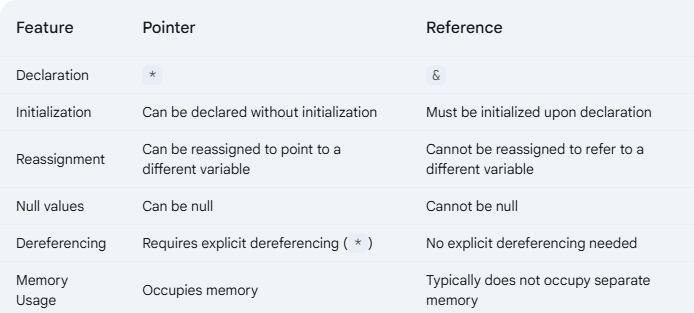 Feature Pointer Reference
Declaration * &
Initialization Can be declared without initialization Must be initialized upon declaration
Reassignment Can be reassigned to point to a different variable Cannot be reassigned to refer to a different variable
Null values Can be null Cannot be null
Dereferencing Requires explicit dereferencing ( * ) No explicit dereferencing needed
Memory Usage Occupies memory Typically does not occupy separate memory